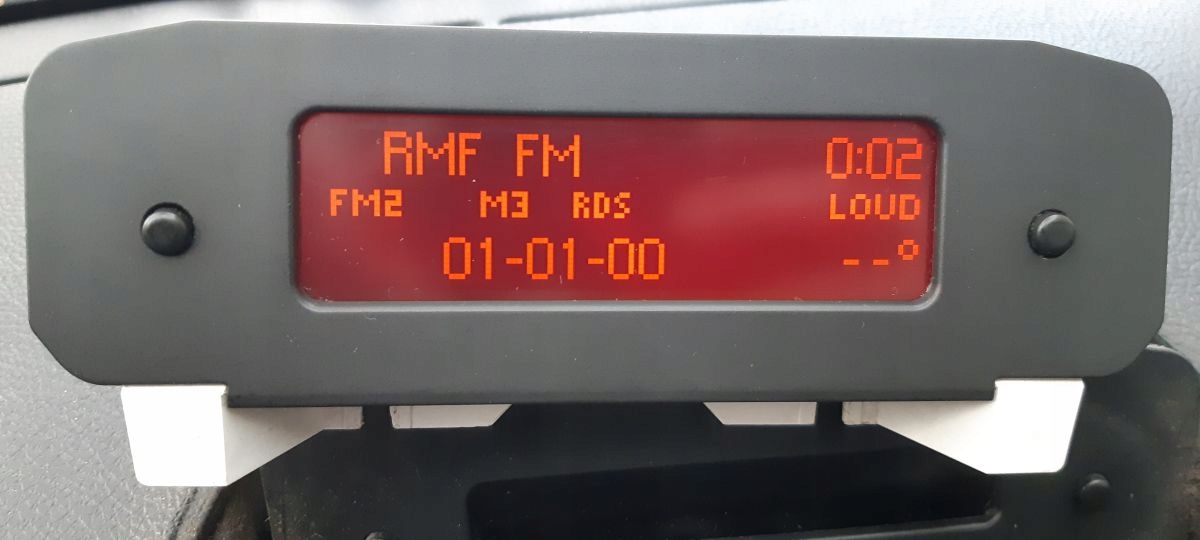 RMF FM 0:02
FM2 M3 RDS LOUD
01-01-00 --°